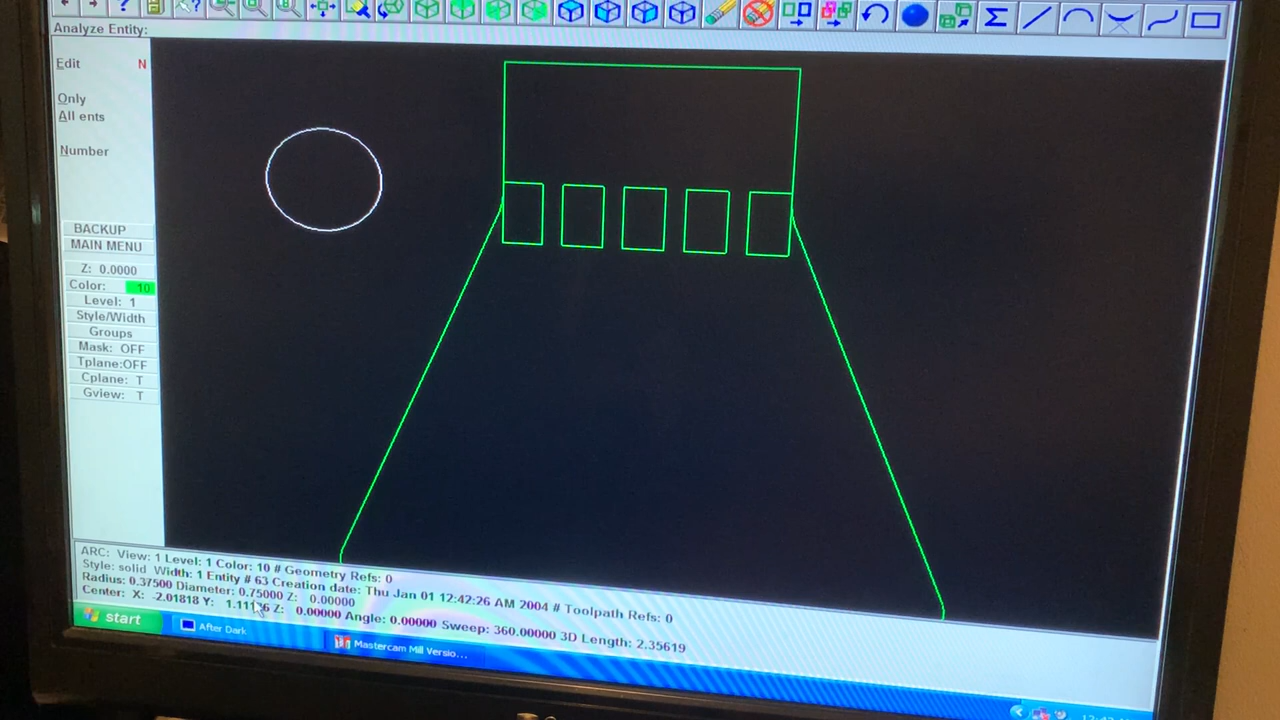 Analyze Entity:
Edit N
Only
All ents
Number
BACKUP
MAIN MENU
Z: 0.0000
Color: 10
Level: 1
Style/Width
Groups
Mask: OFF
Tplane:OFF
Cplane: T
Gview: T
ARC: View: 1 Level: 1 Color: 10 # Geometry Refs: 0
Style: solid Width: 1 Entity # 63 Creation date: Thu Jan 01 12:42:26 AM 2004 # Toolpath Refs: 0
Radius: 0.37500 Diameter: 0.75000 Z: 0.00000
Center: X: -2.01818 Y: Z: 0.00000 Angle: 0.00000 Sweep: 360.00000 3D Length: 2.35619
start
After Dark
Mastercam Mill Versio...